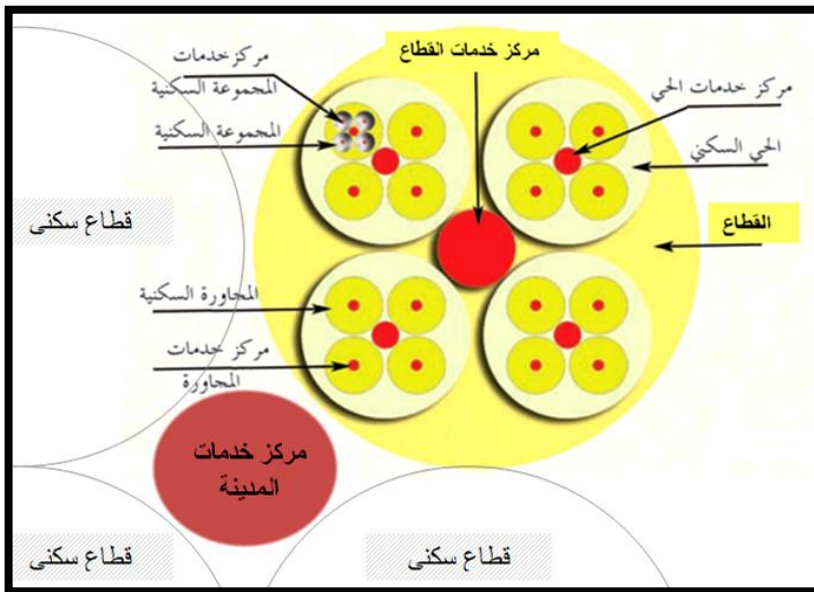 مركز خدمات القطاع
مركز خدمات
المجموعة السكنية
المجموعة السكنية
مركز خدمات الحي
الحي السكني
القطاع
قطاع سكنى
المجاورة السكنية
مركز خدمات
المجاورة
مركز خدمات
المدينة
قطاع سكنى
قطاع سكنى